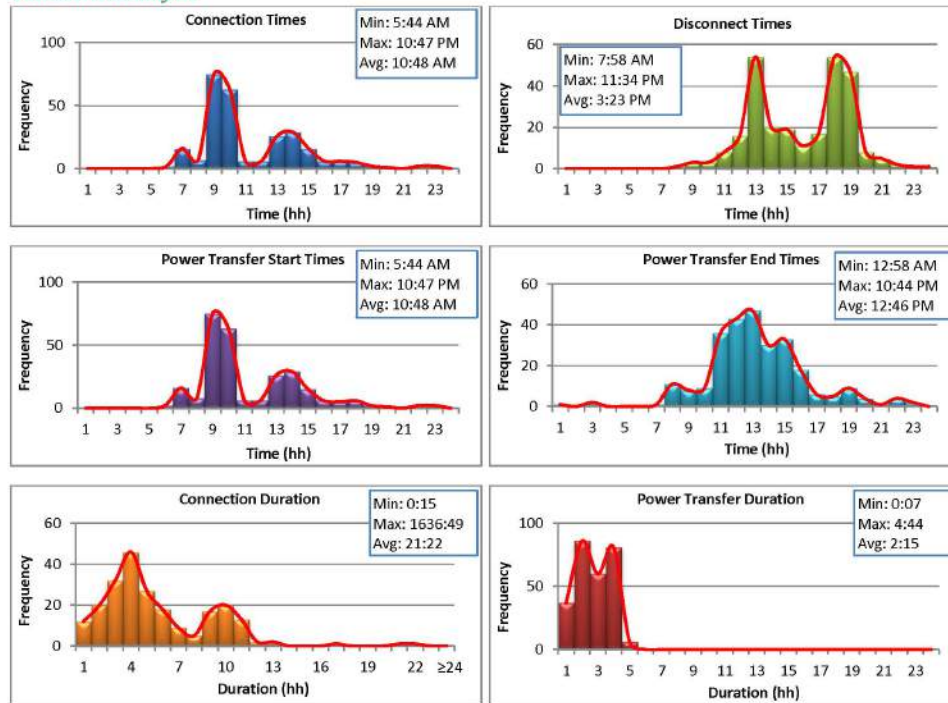 Connection Times
Min: 5:44 AM
Max: 10:47 PM
Avg: 10:48 AM
100
50
0
Frequency
1 3 5 7 9 11 13 15 17 19 21 23
Time (hh)
Disconnect Times
Min: 7:58 AM
Max: 11:34 PM
Avg: 3:23 PM
60
40
20
0
Frequency
1 3 5 7 9 11 13 15 17 19 21 23
Time (hh)
Power Transfer Start Times
Min: 5:44 AM
Max: 10:47 PM
Avg: 10:48 AM
100
50
0
Frequency
1 3 5 7 9 11 13 15 17 19 21 23
Time (hh)
Power Transfer End Times
Min: 12:58 AM
Max: 10:44 PM
Avg: 12:46 PM
60
40
20
0
Frequency
1 3 5 7 9 11 13 15 17 19 21 23
Time (hh)
Connection Duration
Min: 0:15
Max: 1636:49
Avg: 21:22
60
40
20
0
Frequency
1 4 7 10 13 16 19 22 ≥24
Duration (hh)
Power Transfer Duration
Min: 0:07
Max: 4:44
Avg: 2:15
100
50
0
Frequency
1 3 5 7 9 11 13 15 17 19 21 23
Duration (hh)